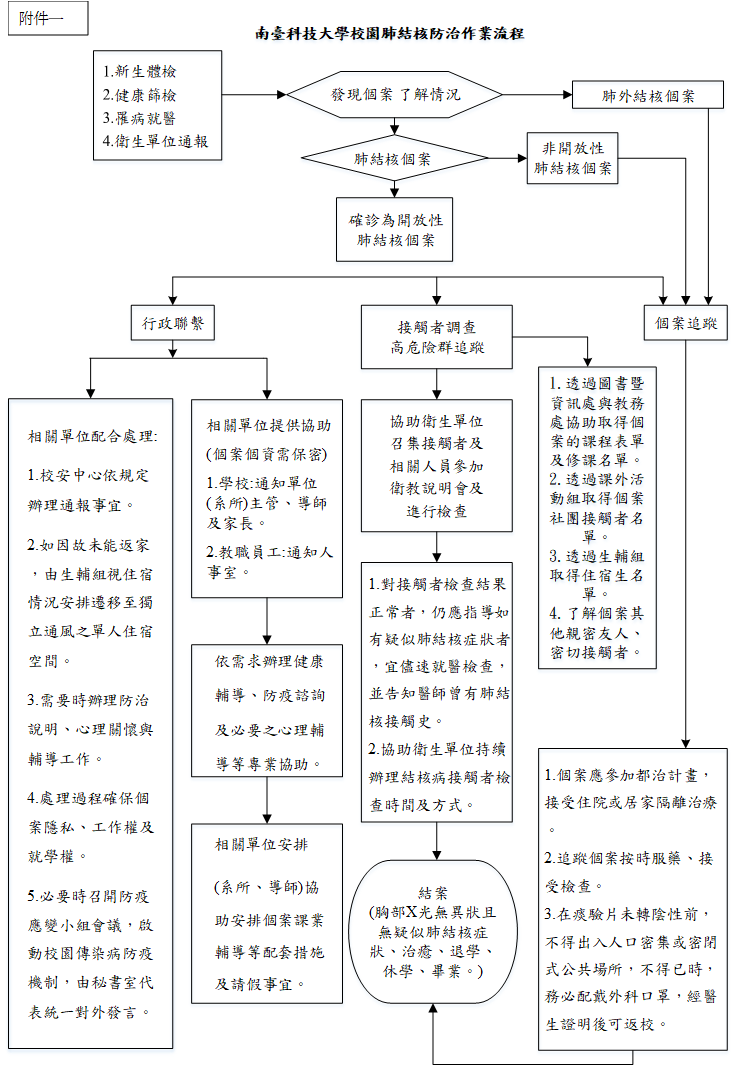 附件一
南臺科技大學校園肺結核防治作業流程
1.新生體檢
2.健康篩檢
3.罹病就醫
4.衛生單位通報
發現個案 了解情況
肺外結核個案
肺結核個案
非開放性
肺結核個案
確診為開放性
肺結核個案
行政聯繫
接觸者調查
高危險群追蹤
個案追蹤
相關單位配合處理:
1.校安中心依規定
辦理通報事宜。
2.如因故未能返家
，由生輔組視住宿
情況安排遷移至獨
立通風之單人住宿
空間。
3.需要時辦理防治
說明、心理關懷與
輔導工作。
4.處理過程確保個
案隱私、工作權及
就學權。
5.必要時召開防疫
應變小組會議，啟
動校園傳染病防疫
機制，由秘書室代
表統一對外發言。
相關單位提供協助
(個案個資需保密)
1.學校:通知單位
(系所)主管、導師
及家長。
2.教職員工:通知人
事室。
依需求辦理健康
輔導、防疫諮詢
及必要之心理輔
導等專業協助。
相關單位安排
(系所、導師)協
助安排個案課業
輔導等配套措施
及請假事宜。
協助衛生單位
召集接觸者及
相關人員參加
衛教說明會及
進行檢查
1.對接觸者檢查結果
正常者，仍應指導如
有疑似肺結核症狀者，
宜儘速就醫檢查，
並告知醫師曾有肺結
核接觸史。
2.協助衛生單位持續
辦理結核病接觸者檢
查時間及方式。
結案
(胸部X光無異狀且
無疑似肺結核症
狀、治癒、退學、
休學、畢業。)
1. 透過圖書暨
資訊處與教務
處協助取得個
案的課程表單
及修課名單。
2. 透過課外活
動組取得個案
社團接觸者名
單。
3. 透過生輔組
取得住宿生名
單。
4. 了解個案其
他親密友人、
密切接觸者。
1.個案應參加都治計畫，
接受住院或居家隔離治療
。
2.追蹤個案按時服藥、接
受檢查。
3.在痰驗片未轉陰性前，
不得出入人口密集或密閉
式公共場所，不得已時，
務必配戴外科口罩，經醫
生證明後可返校。